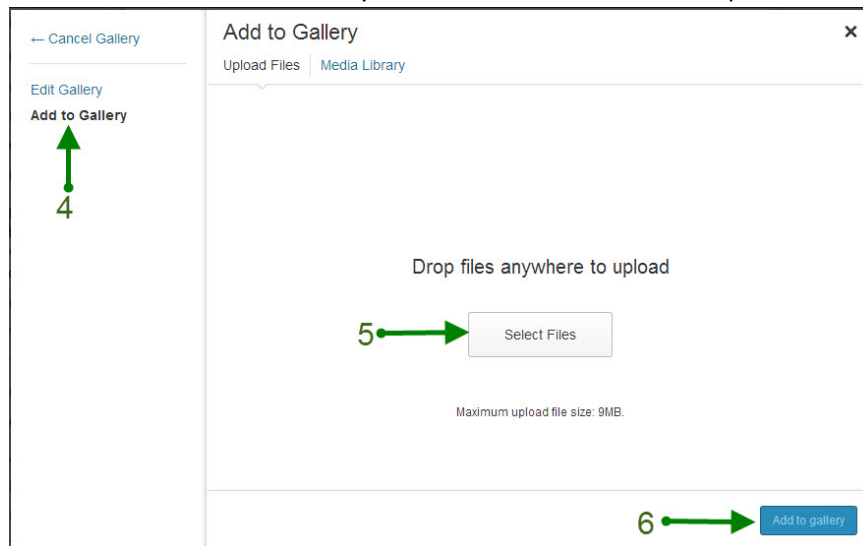 ← Cancel Gallery
Edit Gallery
Add to Gallery
4
Add to Gallery
×
Upload Files
Media Library
Drop files anywhere to upload
5
Select Files
Maximum upload file size: 9MB.
6
Add to gallery